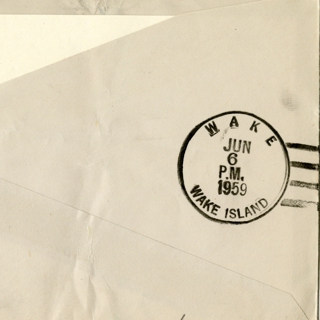 WAKE
JUN
6
P.M.
1959
WAKE ISLAND